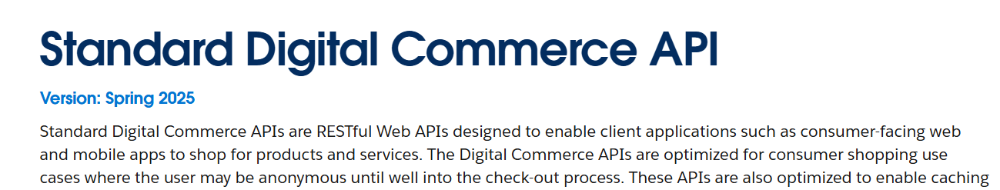 Standard Digital Commerce API
Version: Spring 2025
Standard Digital Commerce APIs are RESTful Web APIs designed to enable client applications such as consumer-facing web
and mobile apps to shop for products and services. The Digital Commerce APIs are optimized for consumer shopping use
cases where the user may be anonymous until well into the check-out process. These APIs are also optimized to enable caching